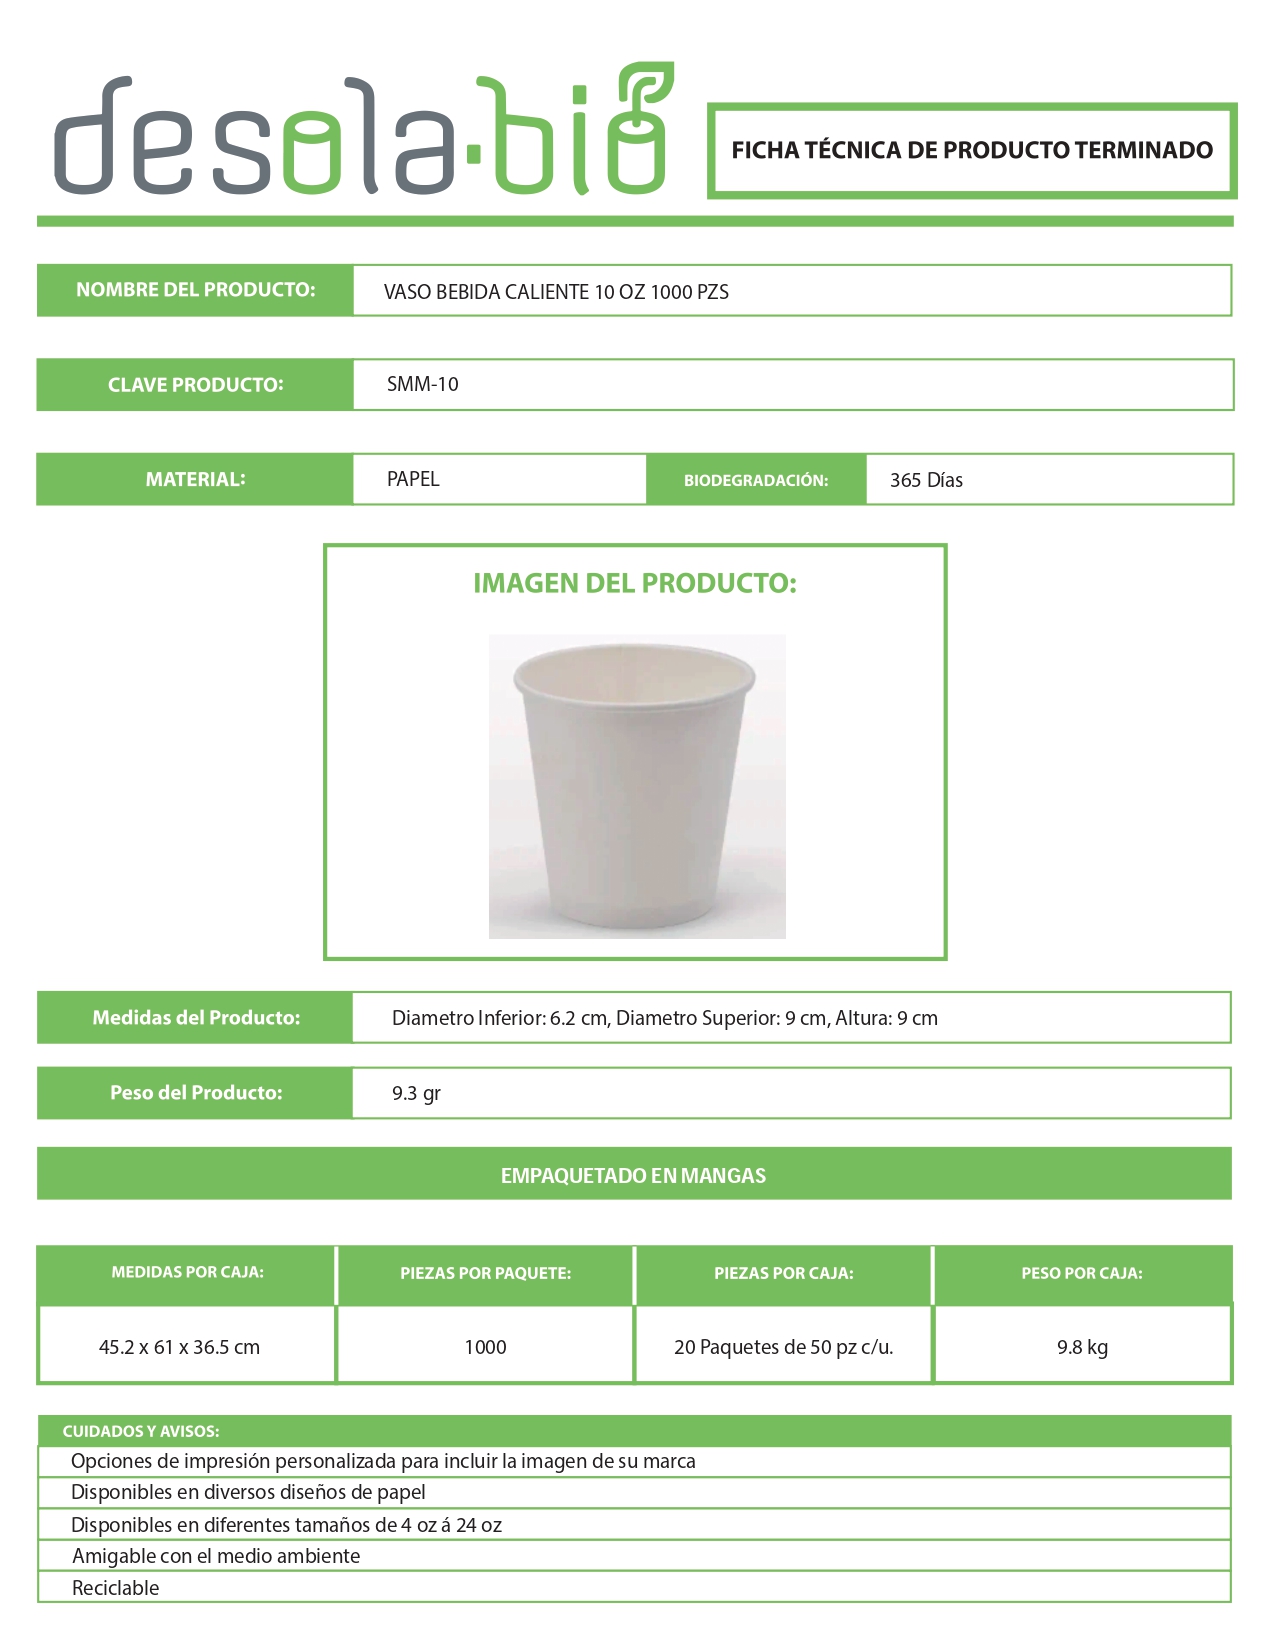 desola.bio
FICHA TÉCNICA DE PRODUCTO TERMINADO
NOMBRE DEL PRODUCTO:
VASO BEBIDA CALIENTE 10 OZ 1000 PZS
CLAVE PRODUCTO:
SMM-10
MATERIAL:
PAPEL
BIODEGRADACIÓN:
365 Días
IMAGEN DEL PRODUCTO:
Medidas del Producto:
Diametro Inferior: 6.2 cm, Diametro Superior: 9 cm, Altura: 9 cm
Peso del Producto:
9.3 gr
EMPAQUETADO EN MANGAS
MEDIDAS POR CAJA:
PIEZAS POR PAQUETE:
PIEZAS POR CAJA:
PESO POR CAJA:
45.2 x 61 x 36.5 cm
1000
20 Paquetes de 50 pz c/u.
9.8 kg
CUIDADOS Y AVISOS:
Opciones de impresión personalizada para incluir la imagen de su marca
Disponibles en diversos diseños de papel
Disponibles en diferentes tamaños de 4 oz á 24 oz
Amigable con el medio ambiente
Reciclable